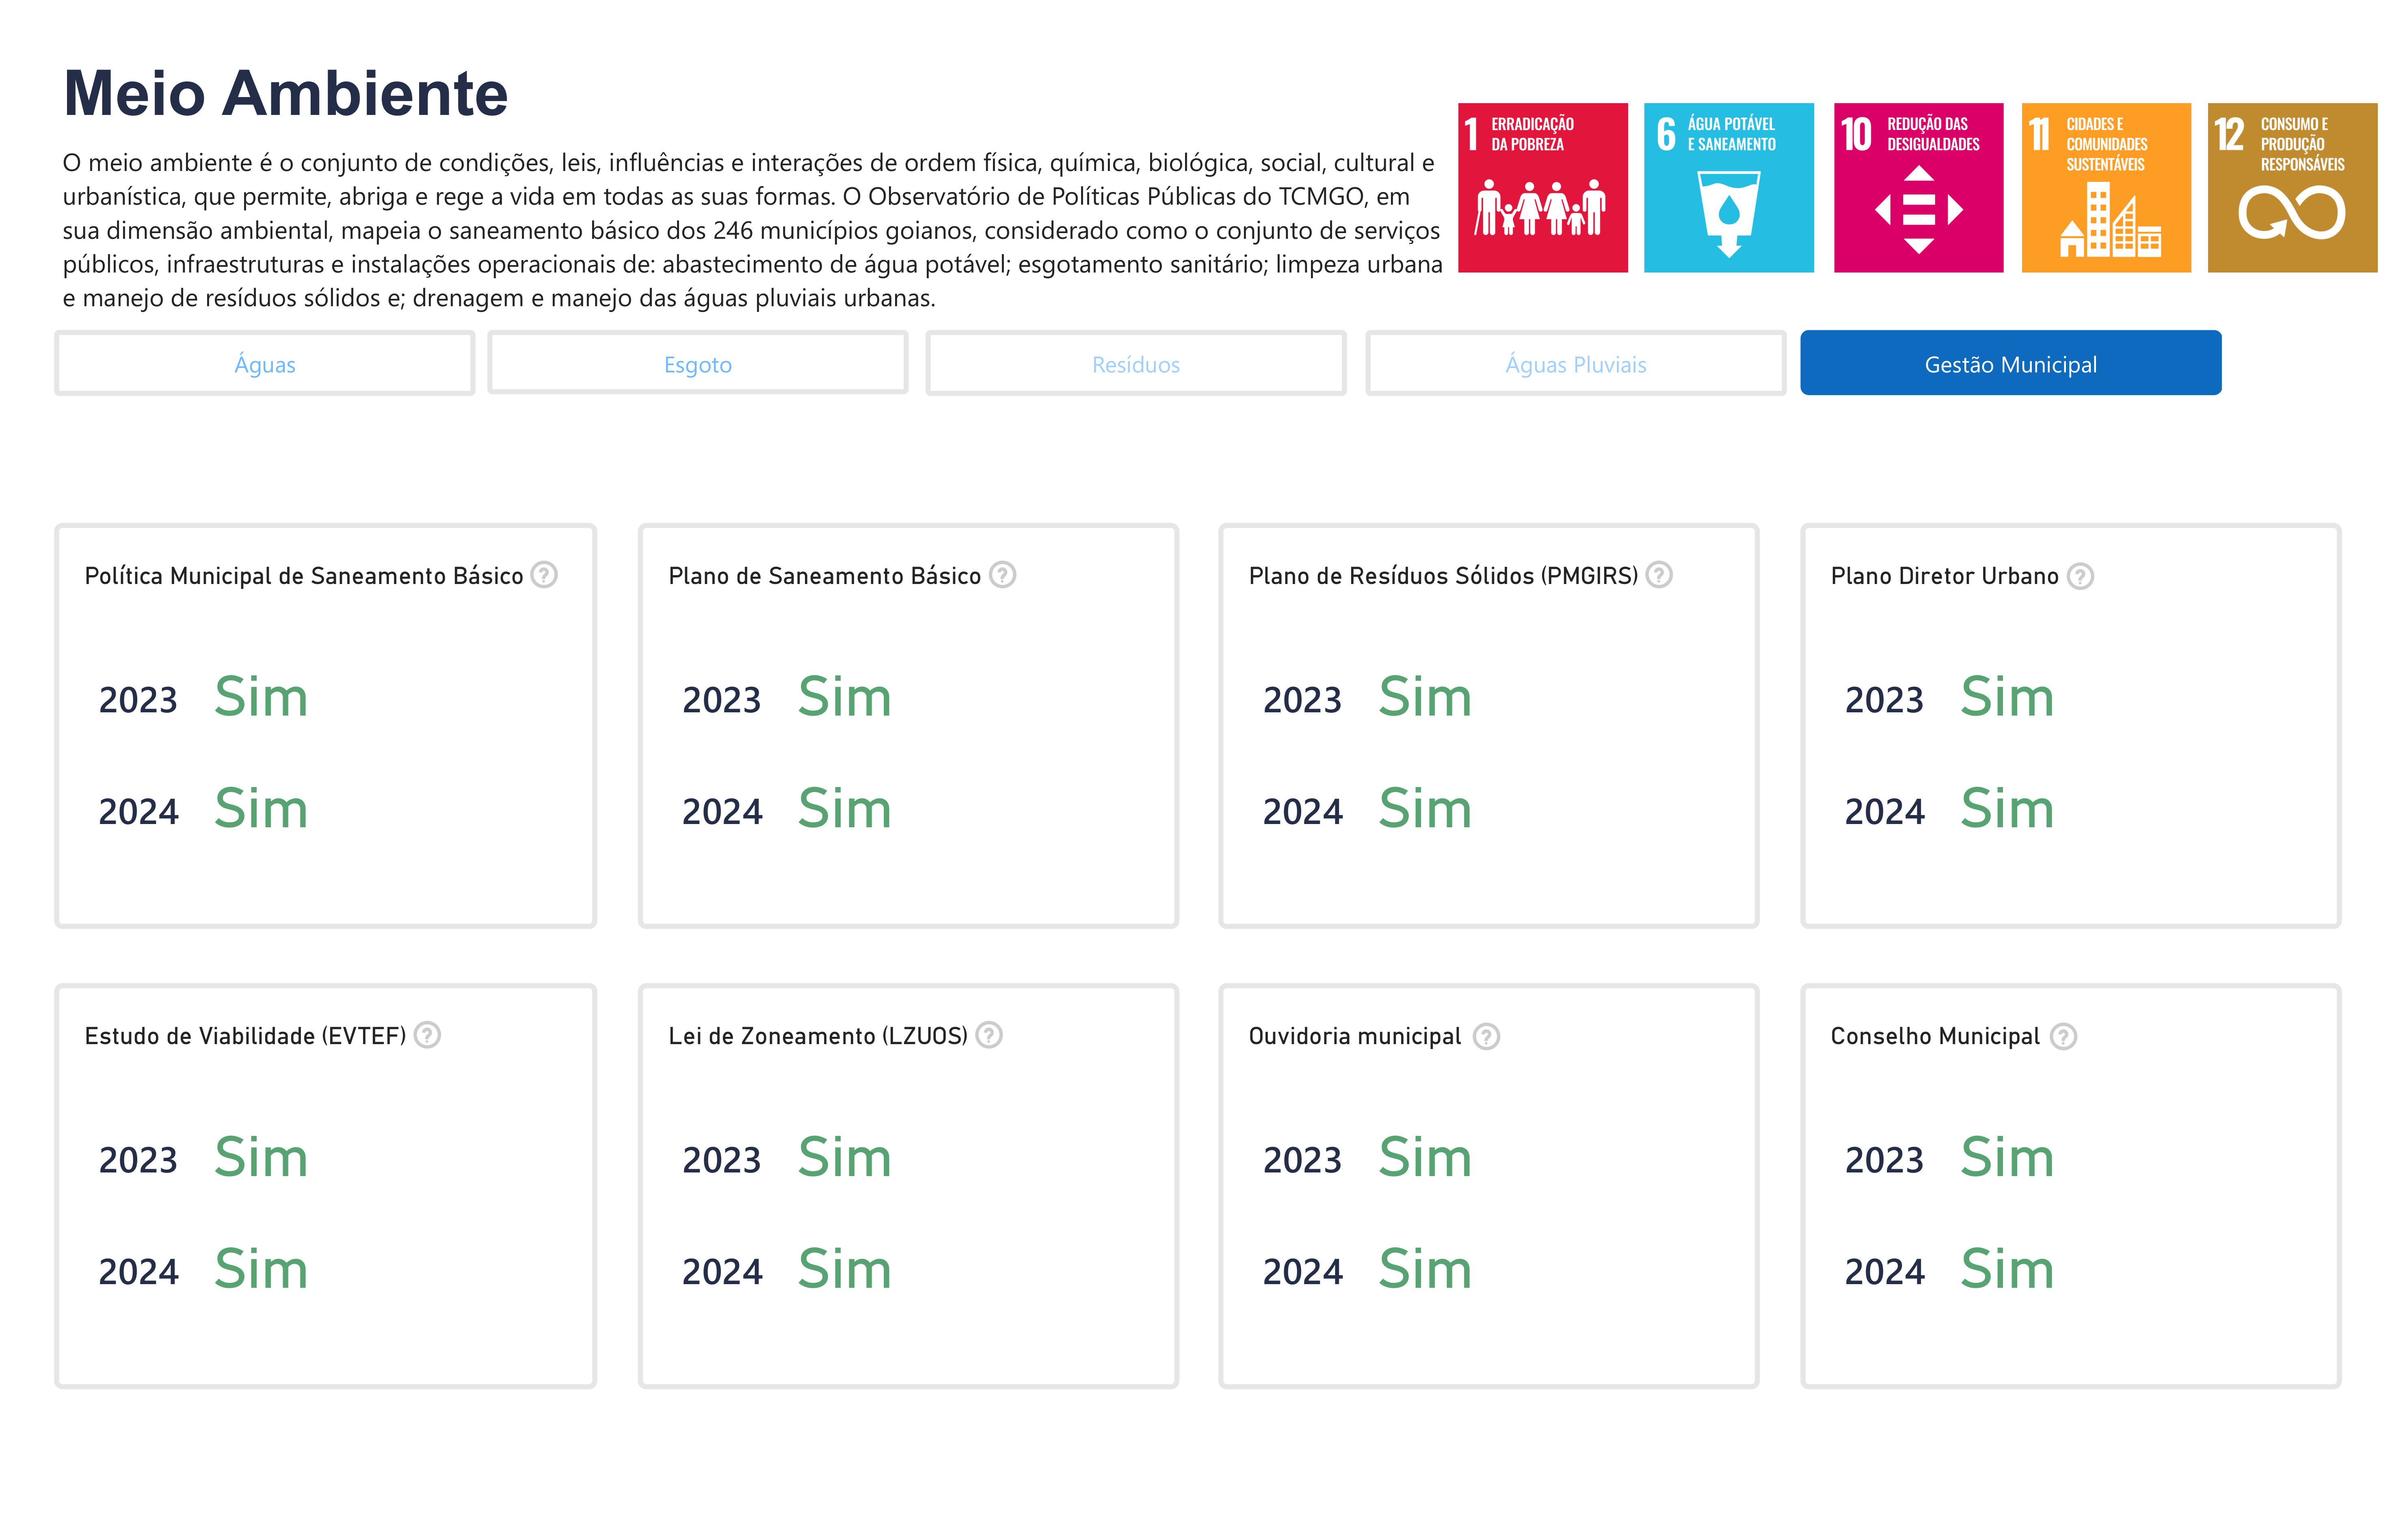 Meio Ambiente
O meio ambiente é o conjunto de condições, leis, influências e interações de ordem física, química, biológica, social, cultural e
urbanística, que permite, abriga e rege a vida em todas as suas formas. O Observatório de Políticas Públicas do TCMGO, em
sua dimensão ambiental, mapeia o saneamento básico dos 246 municípios goianos, considerado como o conjunto de serviços
públicos, infraestruturas e instalações operacionais de: abastecimento de água potável; esgotamento sanitário; limpeza urbana
e manejo de resíduos sólidos e; drenagem e manejo das águas pluviais urbanas.
1 ERRADICAÇÃO
DA POBREZA
6 ÁGUA POTÁVEL
E SANEAMENTO
10 REDUÇÃO DAS
DESIGUALDADES
11 CIDADES E
COMUNIDADES
SUSTENTÁVEIS
12 CONSUMO E
PRODUÇÃO
RESPONSÁVEIS
Águas
Esgoto
Resíduos
Águas Pluviais
Gestão Municipal
Política Municipal de Saneamento Básico ?
2023 Sim
2024 Sim
Plano de Saneamento Básico ?
2023 Sim
2024 Sim
Plano de Resíduos Sólidos (PMGIRS) ?
2023 Sim
2024 Sim
Plano Diretor Urbano ?
2023 Sim
2024 Sim
Estudo de Viabilidade (EVTEF) ?
2023 Sim
2024 Sim
Lei de Zoneamento (LZUOS) ?
2023 Sim
2024 Sim
Ouvidoria municipal ?
2023 Sim
2024 Sim
Conselho Municipal ?
2023 Sim
2024 Sim